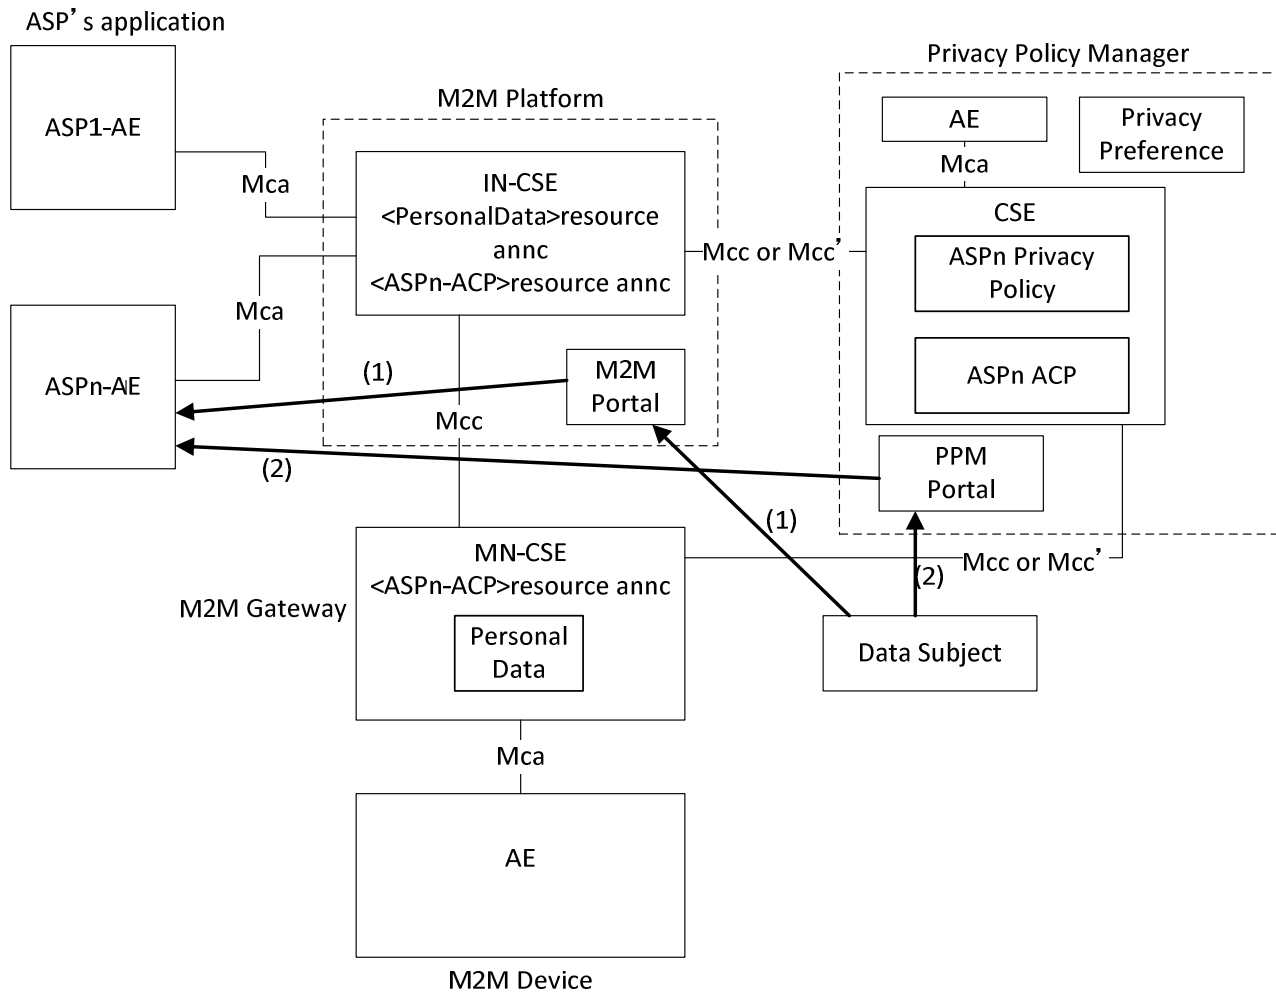 ASP’s application
Privacy Policy Manager
M2M Platform
ASP1-AE
Mca
IN-CSE
<PersonalData>resource
annc
<ASPn-ACP>resource annc
Mcc or Mcc’
AE
Mca
Privacy
Preference
CSE
ASPn Privacy
Policy
ASPn ACP
Mca
ASPn-AE
(1)
M2M
Portal
Mcc
(2)
PPM
Portal
(1)
MN-CSE
<ASPn-ACP>resource annc
Mcc or Mcc’
(2)
M2M Gateway
Personal
Data
Data Subject
Mca
AE
M2M Device